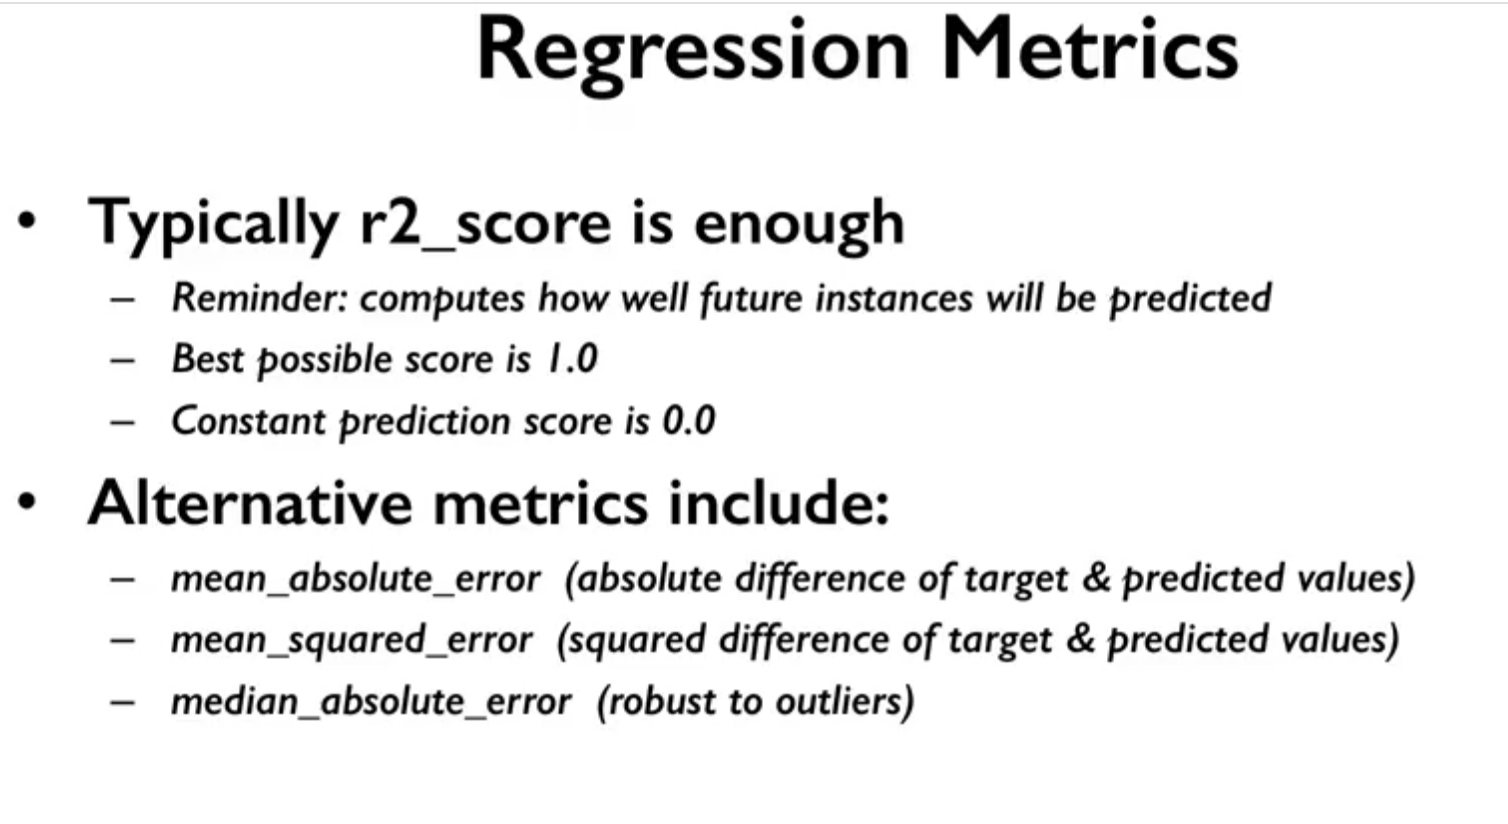 Regression Metrics
• Typically r2_score is enough
– Reminder: computes how well future instances will be predicted
– Best possible score is 1.0
– Constant prediction score is 0.0
• Alternative metrics include:
– mean_absolute_error (absolute difference of target & predicted values)
– mean_squared_error (squared difference of target & predicted values)
– median_absolute_error (robust to outliers)